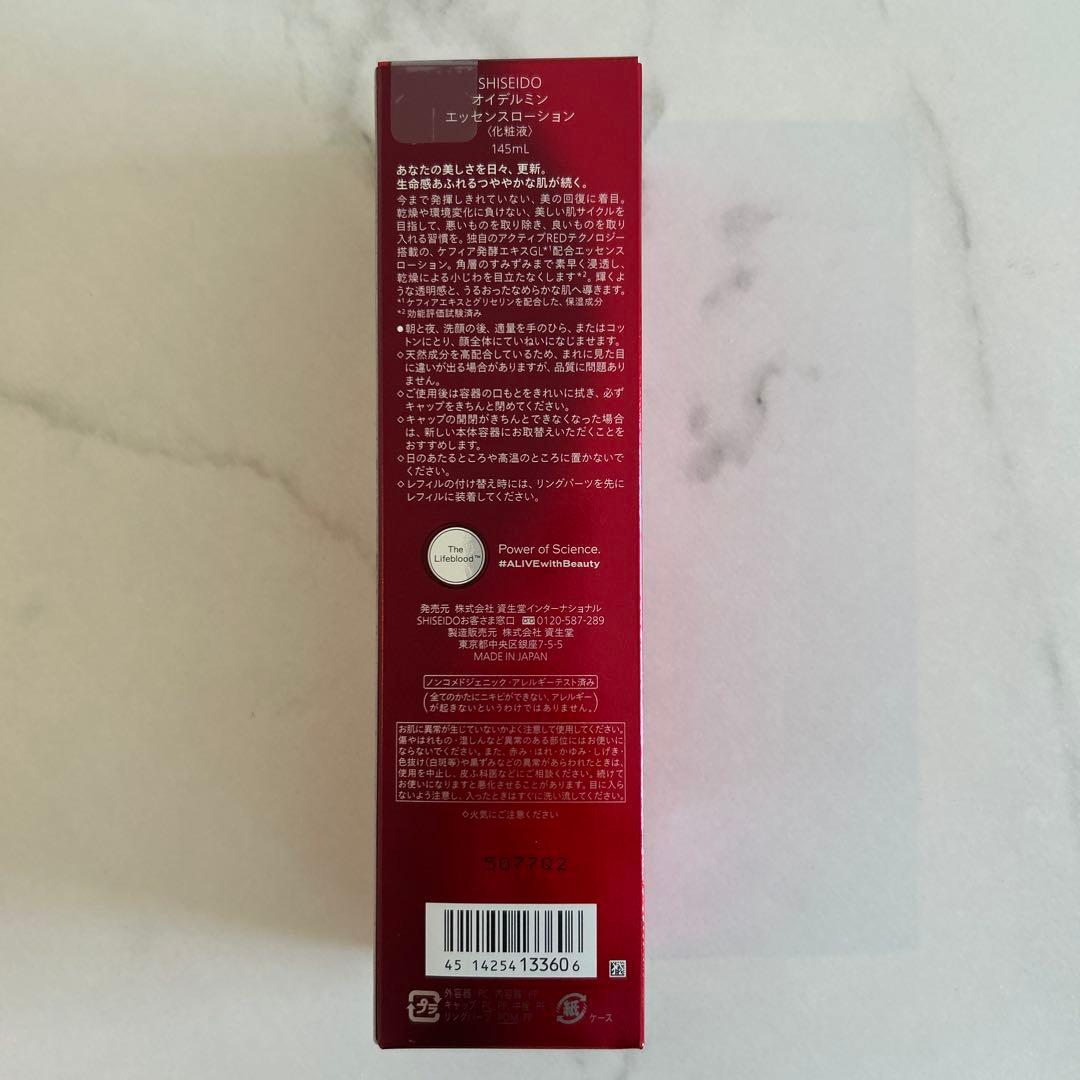 SHISEIDO
オイデルミン
エッセンスローション
〈化粧液〉
145mL
あなたの美しさを日々、更新。
生命感あふれるつややかな肌が続く。
今まで発揮しきれていない、美の回復に着目。
乾燥や環境変化に負けない、美しい肌サイクルを
目指して、悪いものを取り除き、良いものを取り
入れる習慣を。独自のアクティブREDテクノロジー
搭載の、ケフィア発酵エキスGL*1配合エッセンス
ローション。角層のすみずみまで素早く浸透し、
乾燥による小じわを目立たなくします*2。輝くよ
うな透明感と、うるおったなめらかな肌へ導きます。
*1 ケフィアエキスとグリセリンを配合した、保湿成分
*2 効能評価試験済み
●朝と夜、洗顔の後、適量を手のひら、またはコッ
トンにとり、顔全体にていねいになじませます。
◇天然成分を高配合しているため、まれに見た目
に違いが出る場合がありますが、品質に問題あり
ません。
◇ご使用後は容器の口もとをきれいに拭き、必ず
キャップをきちんと閉めてください。
◇キャップの開閉がきちんとできなくなった場合
は、新しい本体容器にお取替えいただくことを
おすすめします。
◇日のあたるところや高温のところに置かないで
ください。
◇レフィルの付け替え時には、リングパーツを先に
レフィルに装着してください。
The
Lifeblood™
Power of Science.
#ALIVEwithBeauty
発売元 株式会社 資生堂インターナショナル
SHISEIDOお客さま窓口 0120-587-289
製造販売元 株式会社 資生堂
東京都中央区銀座7-5-5
MADE IN JAPAN
ノンコメドジェニック・アレルギーテスト済み
(全てのかたにニキビができない、アレルギー
が起きないというわけではありません。)
お肌に異常が生じていないかよく注意して使用してください。
傷やはれもの・湿しんなど異常のある部位にはお使いに
ならないでください。また、赤み・はれ・かゆみ・しげき・
色抜け(白斑等)や黒ずみなどの異常があらわれたときは、
使用を中止し、皮ふ科医などにご相談ください。続けて
お使いになりますと悪化させることがあります。目に入ら
ないよう注意し、入ったときはすぐに洗い流してください。
◇火気にご注意ください
5077Q2
45 14254 133606
プラ
外容器:PC 内容器:PP
キャップ:PC, PP 中栓:PE
リングパーツ:POM, PP
紙
ケース